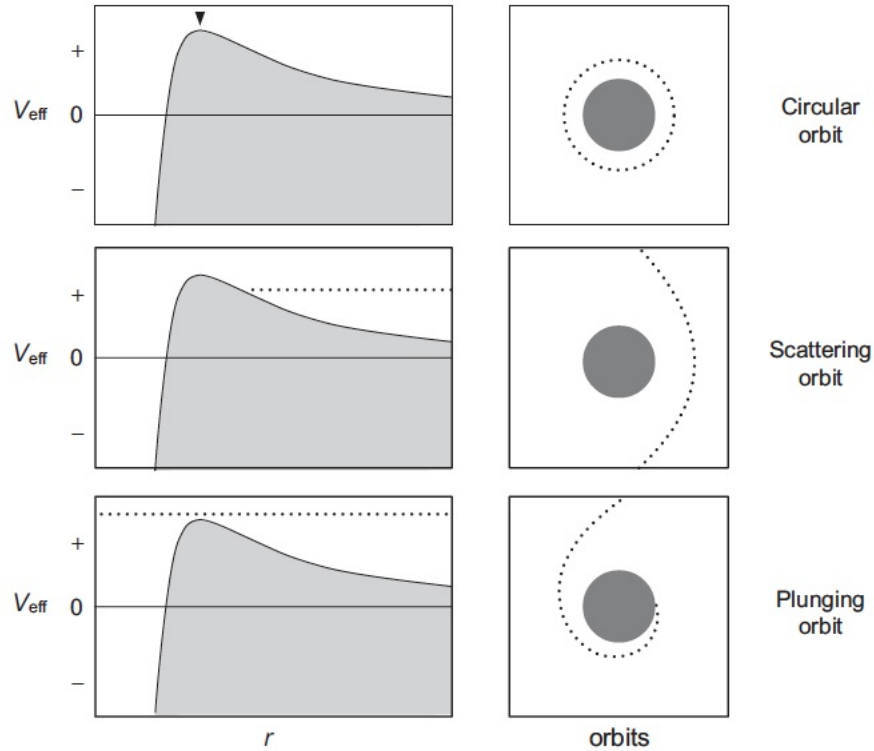 +
V_eff 0
−
Circular
orbit
+
V_eff 0
−
Scattering
orbit
+
V_eff 0
−
Plunging
orbit
r
orbits